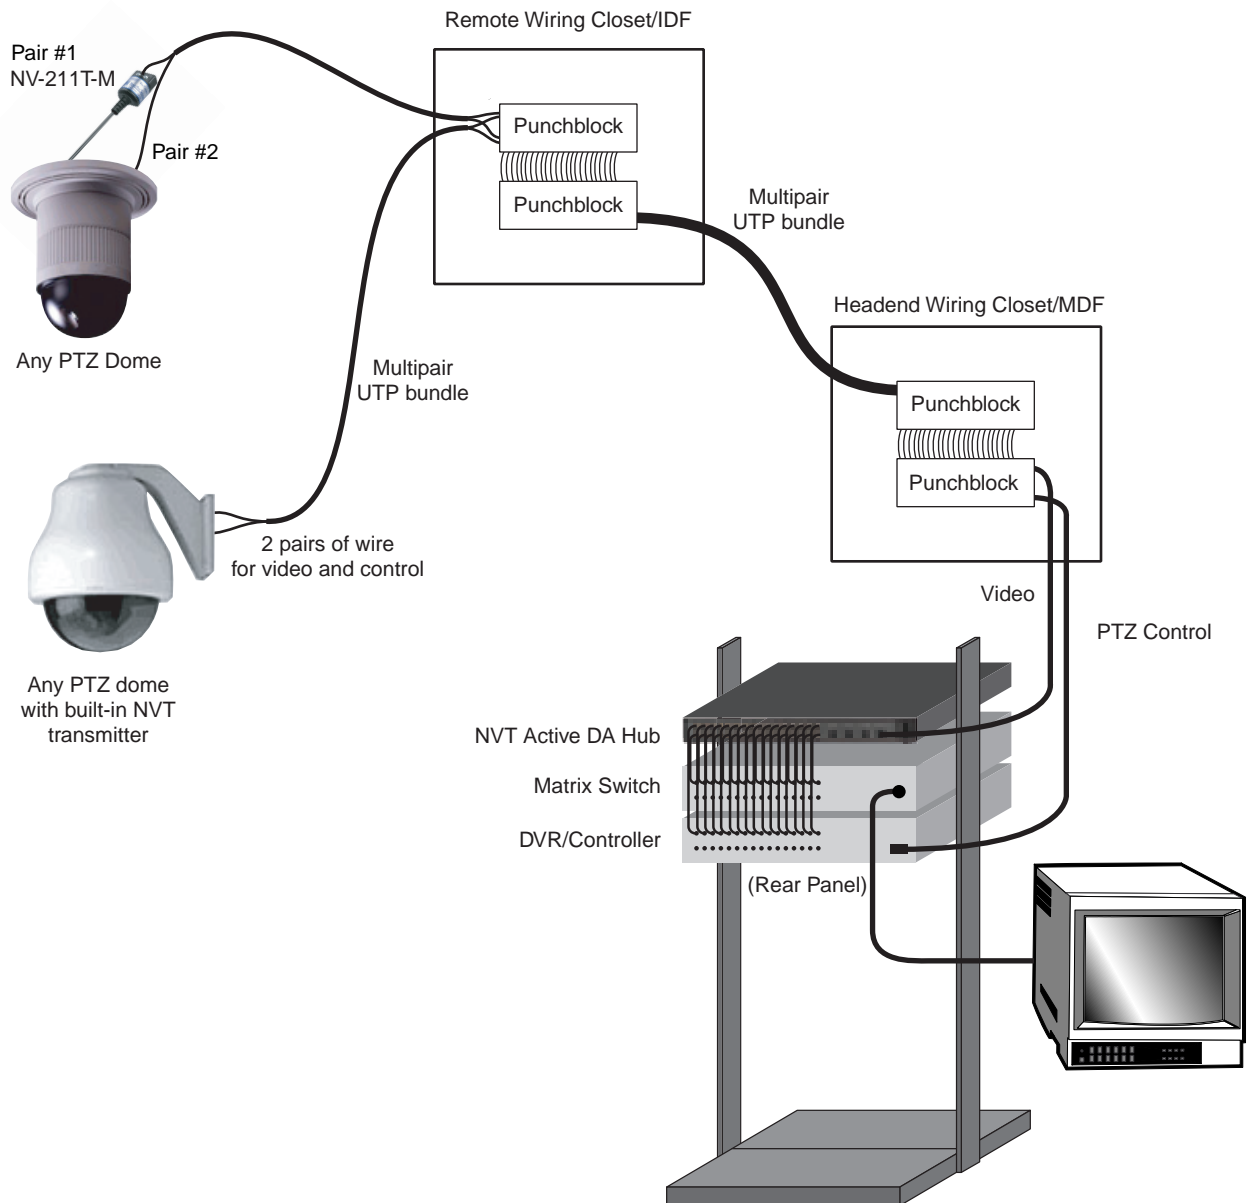 Remote Wiring Closet/IDF
Pair #1
NV-211T-M
Pair #2
Punchblock
Punchblock
Any PTZ Dome
Multipair
UTP bundle
Multipair
UTP bundle
Headend Wiring Closet/MDF
Punchblock
Punchblock
2 pairs of wire
for video and control
Any PTZ dome
with built-in NVT
transmitter
Video
PTZ Control
NVT Active DA Hub
Matrix Switch
DVR/Controller
(Rear Panel)